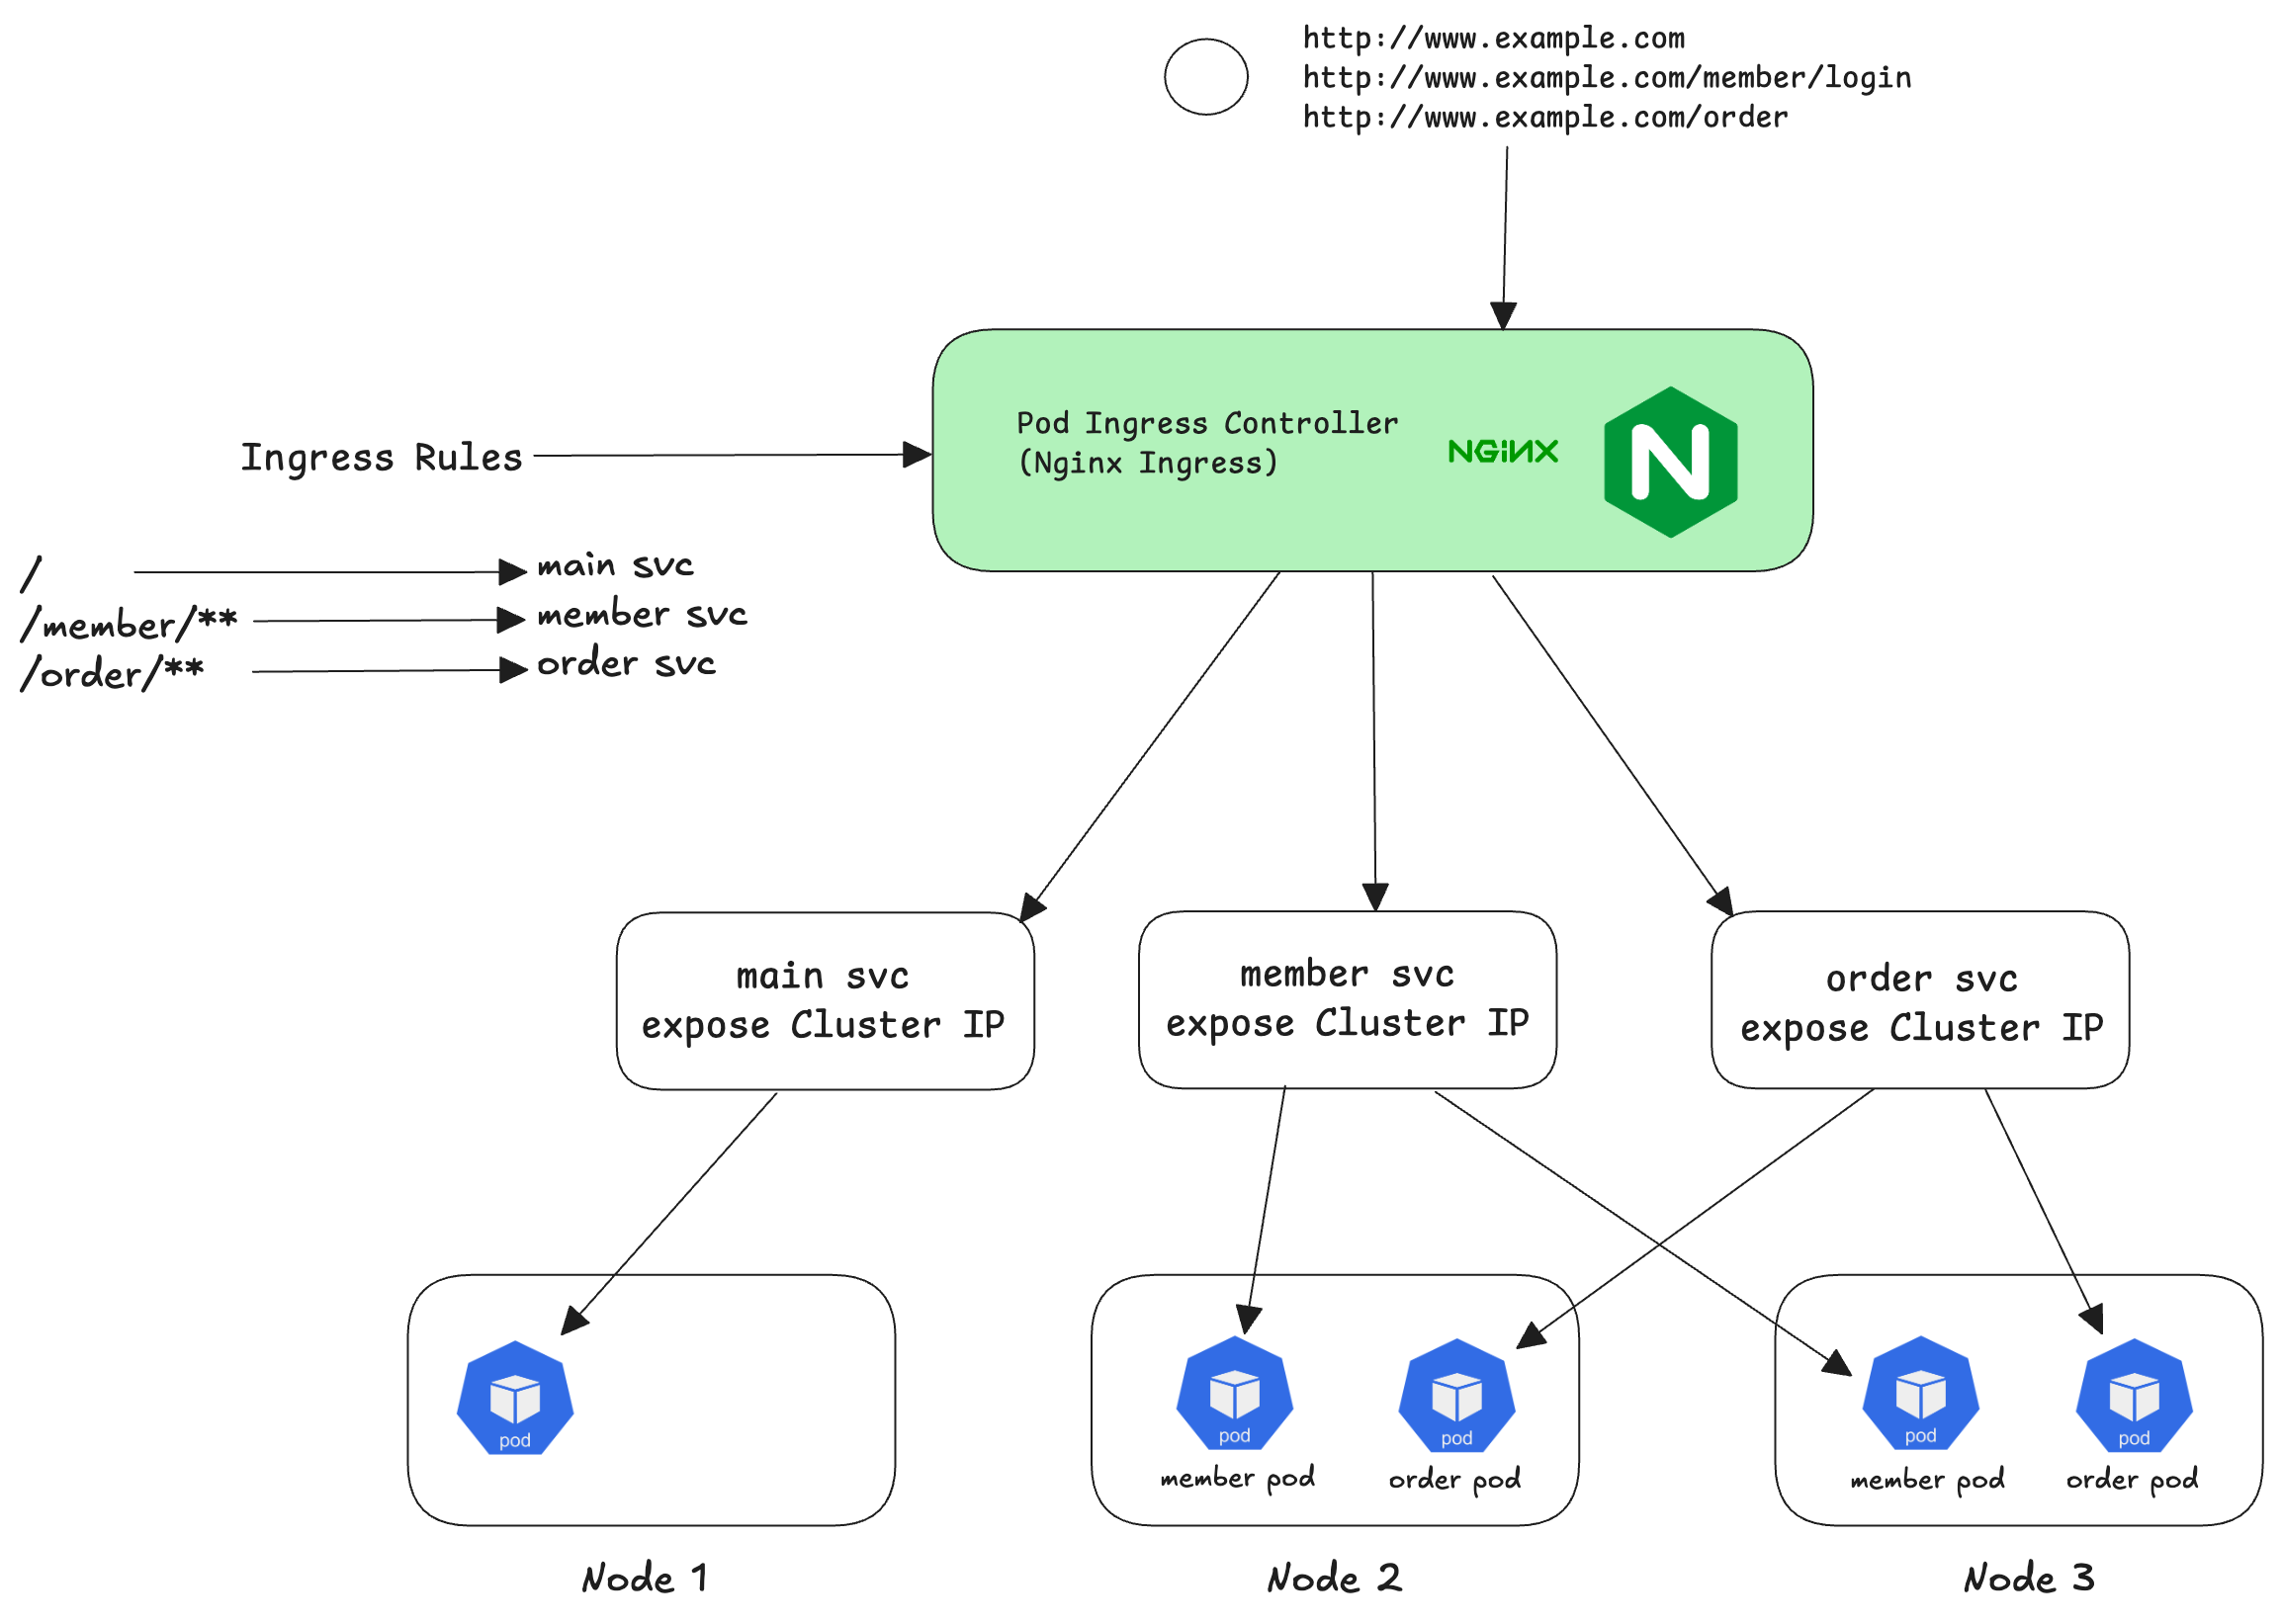 http://www.example.com
http://www.example.com/member/login
http://www.example.com/order
Pod Ingress Controller
(Nginx Ingress)
NGiNX
N
Ingress Rules
/
main svc
/member/**
member svc
/order/**
order svc
main svc
expose Cluster IP
member svc
expose Cluster IP
order svc
expose Cluster IP
pod
pod
member pod
pod
order pod
pod
member pod
pod
order pod
Node 1
Node 2
Node 3